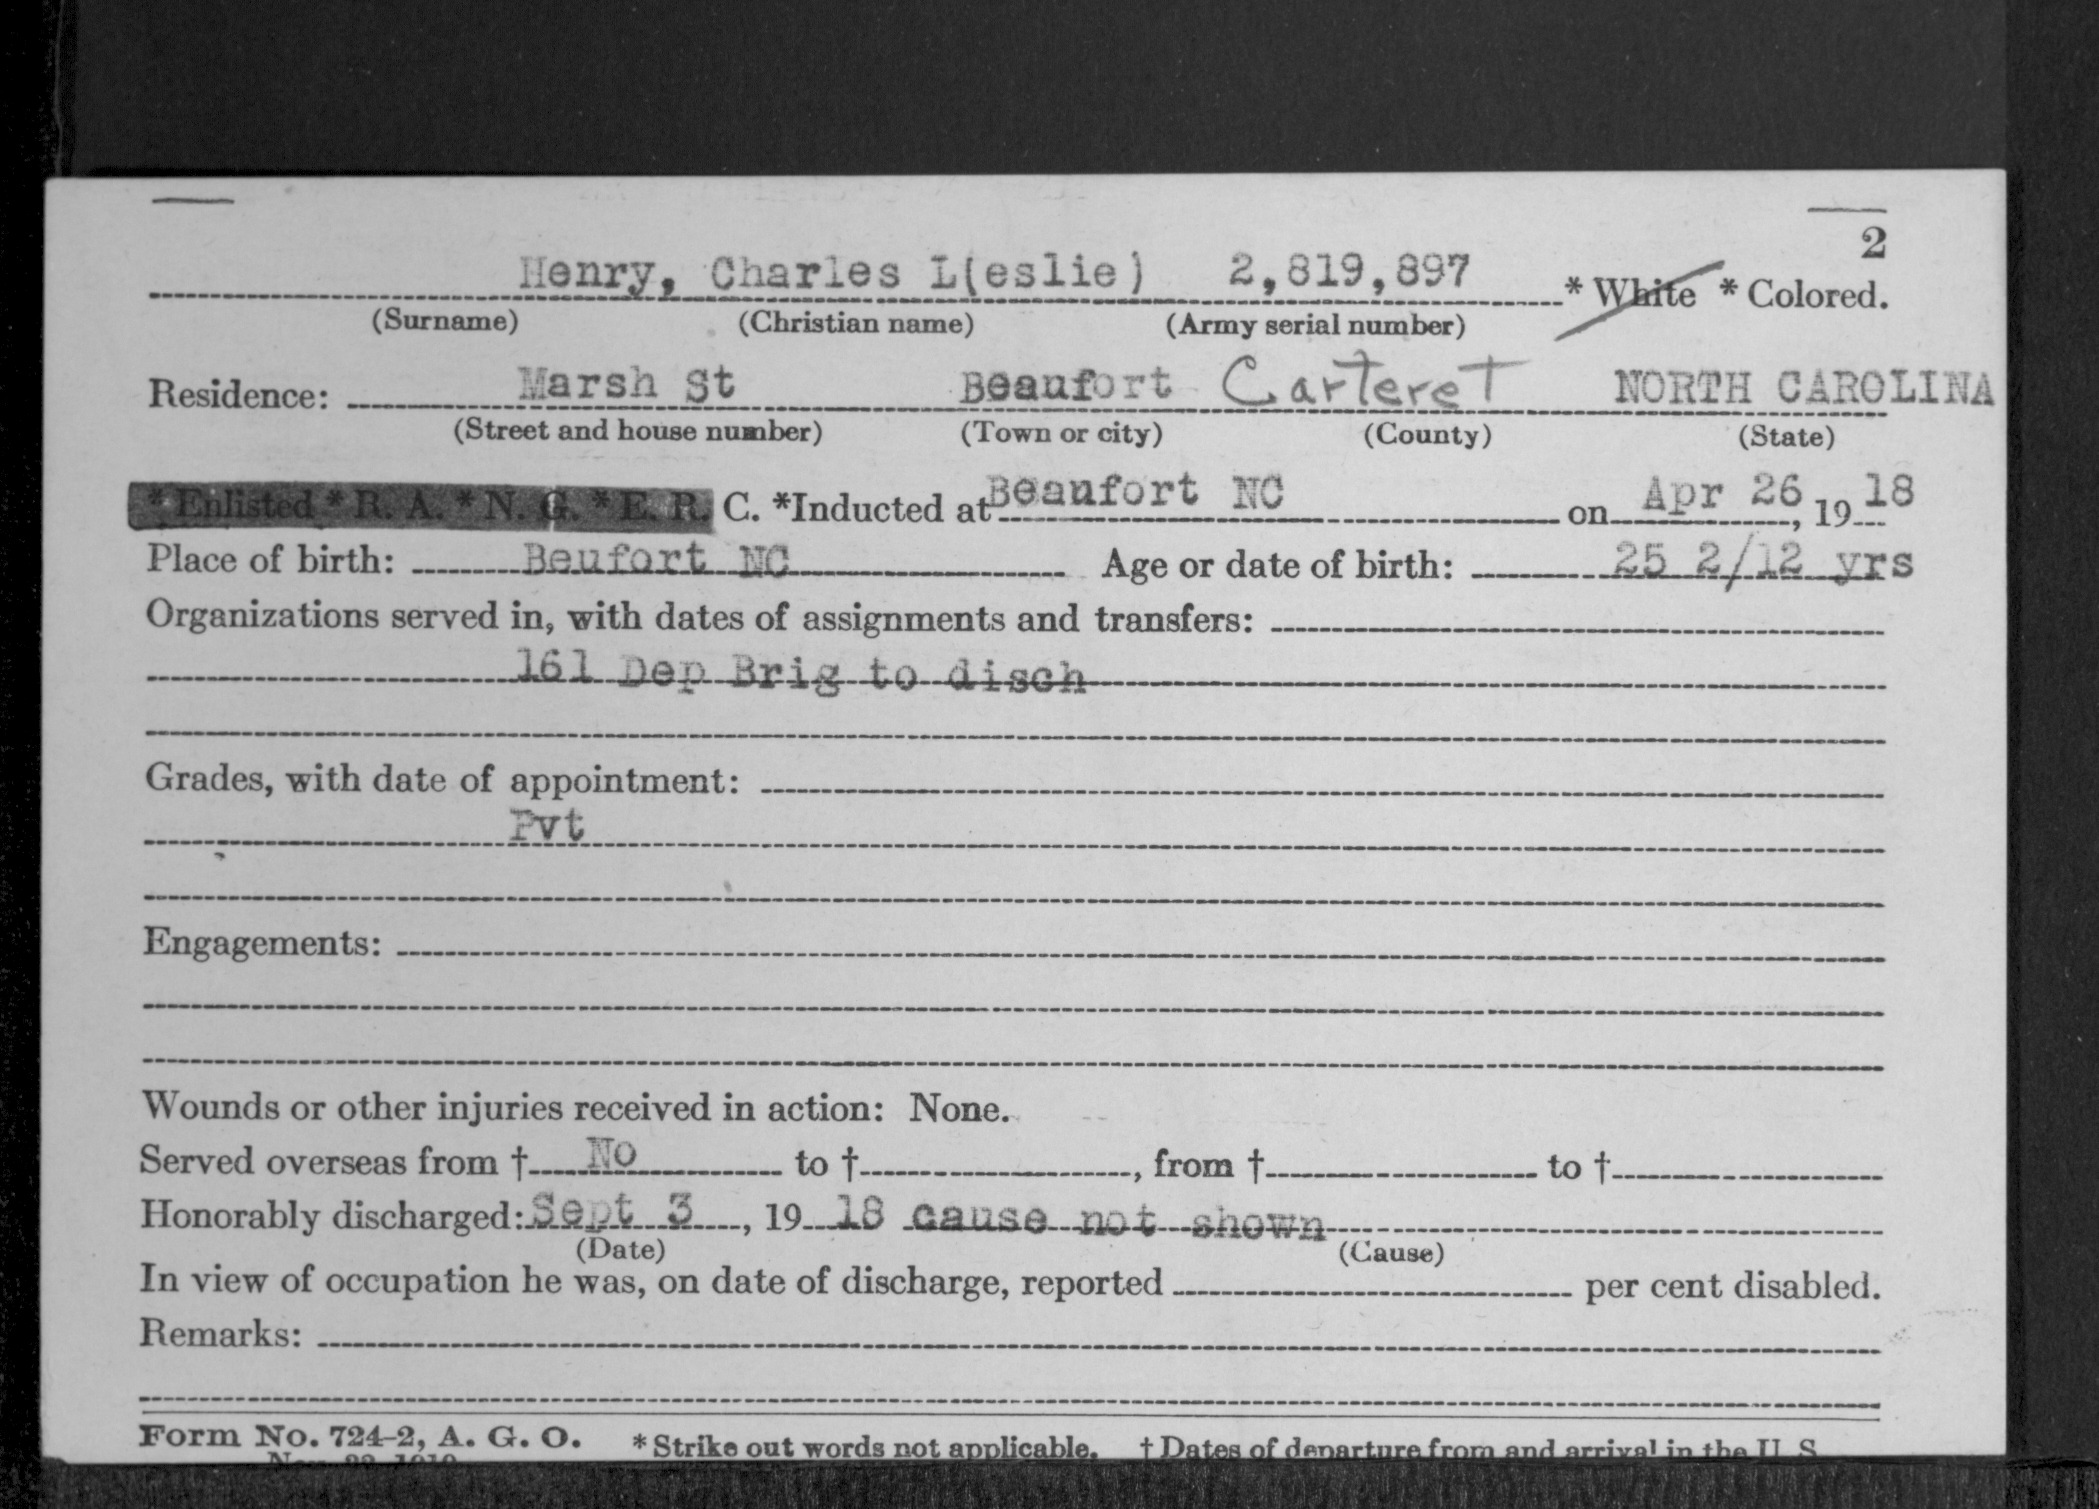 2
Henry, Charles L(eslie) 2,819,897 * White * Colored.
(Surname) (Christian name) (Army serial number)
Residence: Marsh St Beaufort Carteret NORTH CAROLINA
(Street and house number) (Town or city) (County) (State)
* Enlisted * R. A. * N. G. * E. R. C. *Inducted at Beaufort NC on Apr 26, 19 18
Place of birth: Beufort NC Age or date of birth: 25 2/12 yrs
Organizations served in, with dates of assignments and transfers:
161 Dep Brig to disch
Grades, with date of appointment:
Pvt
Engagements:
Wounds or other injuries received in action: None.
Served overseas from † No to †, from † to †
Honorably discharged: Sept 3, 19 18 cause not shown
(Date) (Cause)
In view of occupation he was, on date of discharge, reported per cent disabled.
Remarks:
Form No. 724-2, A. G. O. * Strike out words not applicable. † Dates of departure from and arrival in the U. S.